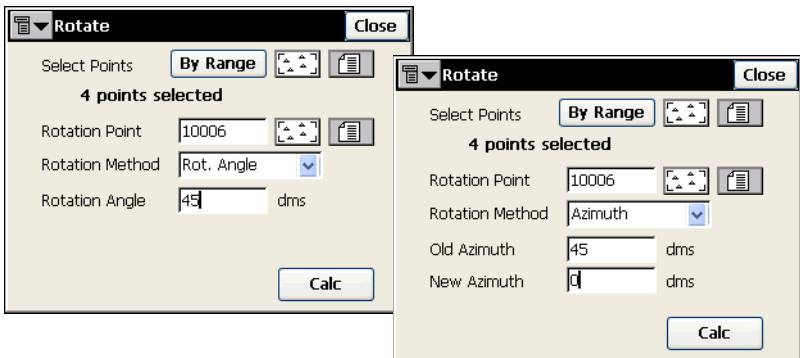 Rotate Close
Select Points By Range
4 points selected
Rotation Point 10006
Rotation Method Rot. Angle
Rotation Angle 45 dms
Calc
Rotate Close
Select Points By Range
4 points selected
Rotation Point 10006
Rotation Method Azimuth
Old Azimuth 45 dms
New Azimuth 0 dms
Calc